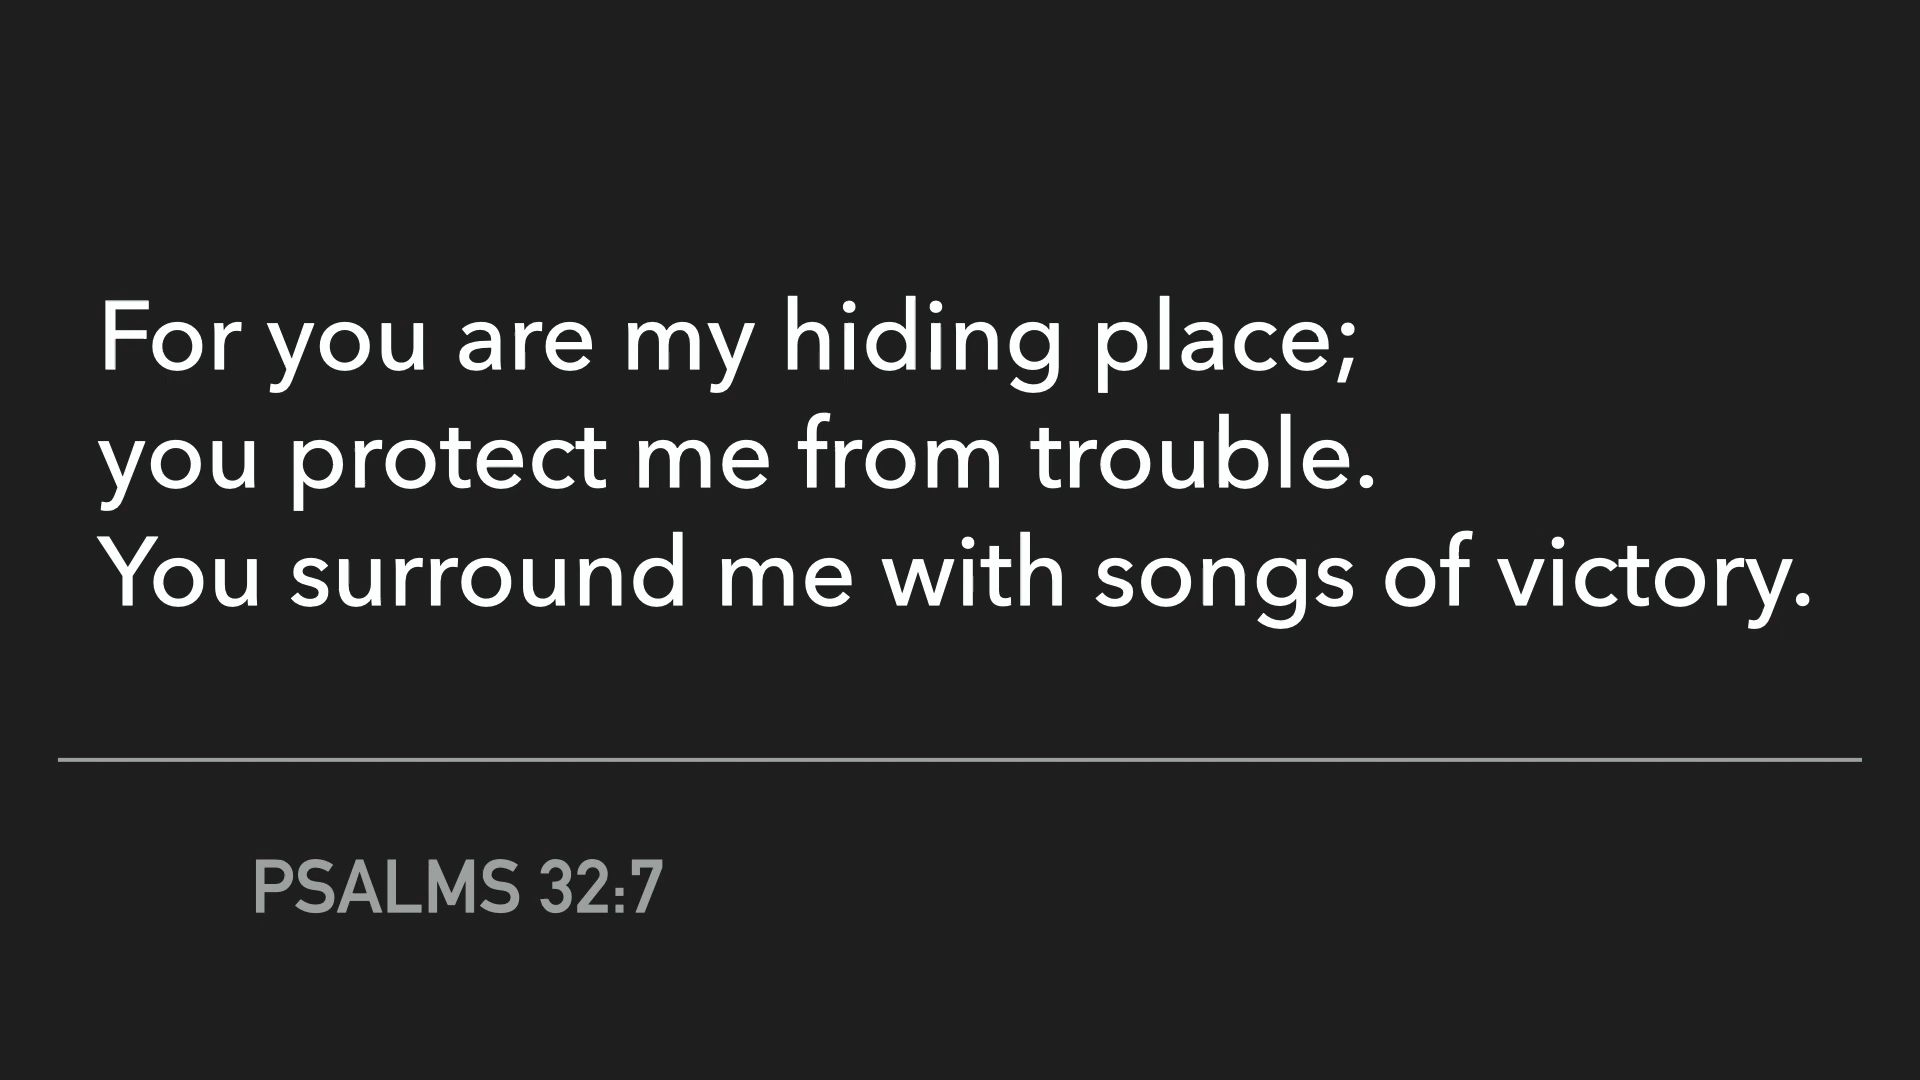 For you are my hiding place;
you protect me from trouble.
You surround me with songs of victory.
PSALMS 32:7